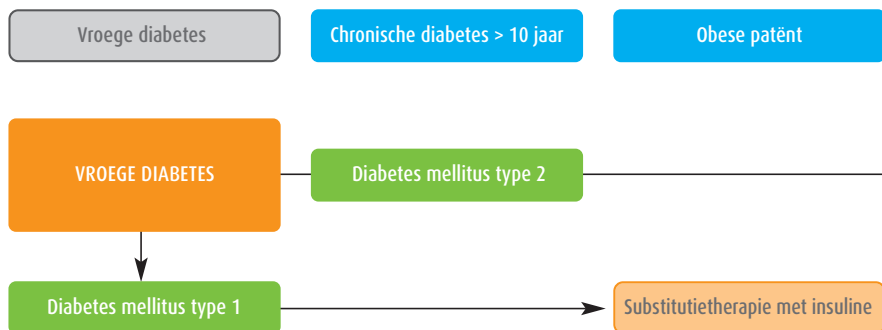 Vroege diabetes
Chronische diabetes > 10 jaar
Obese patënt
VROEGE DIABETES
Diabetes mellitus type 2
Diabetes mellitus type 1
Substitutietherapie met insuline